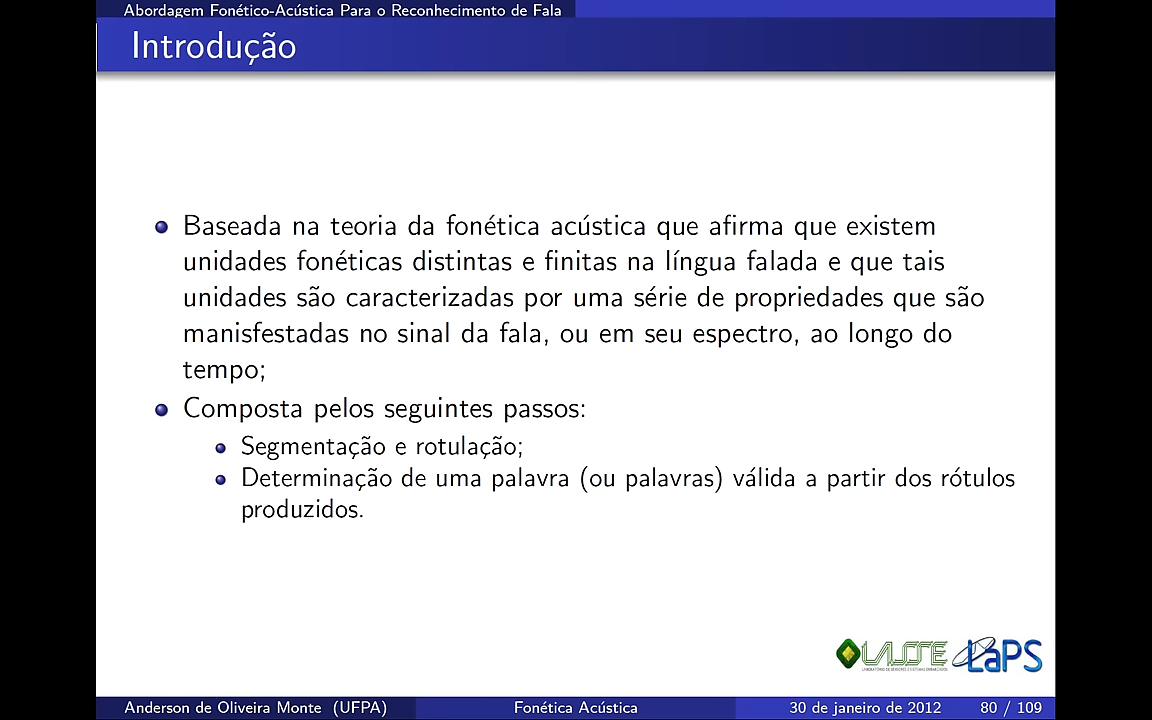 Abordagem Fonético-Acústica Para o Reconhecimento de Fala
Introdução
Baseada na teoria da fonética acústica que afirma que existem
unidades fonéticas distintas e finitas na língua falada e que tais
unidades são caracterizadas por uma série de propriedades que são
manisfestadas no sinal da fala, ou em seu espectro, ao longo do
tempo;
Composta pelos seguintes passos:
Segmentação e rotulação;
Determinação de uma palavra (ou palavras) válida a partir dos rótulos
produzidos.
LASSE LaPS
Anderson de Oliveira Monte (UFPA) Fonética Acústica 30 de janeiro de 2012 80 / 109